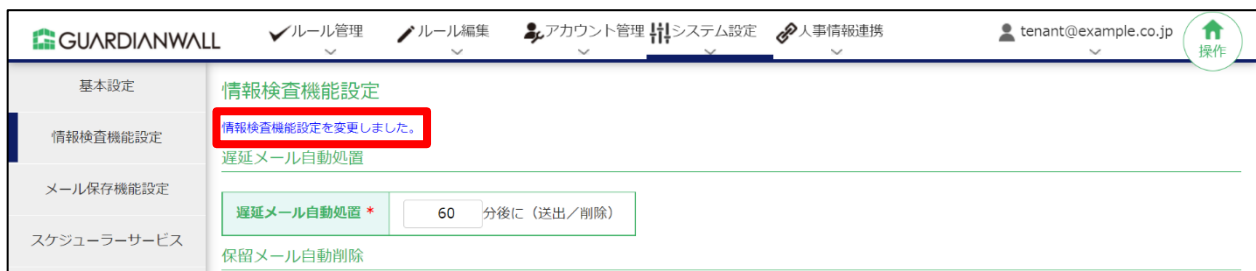 GUARDIANWALL
ルール管理
ルール編集
アカウント管理
システム設定
人事情報連携
tenant@example.co.jp
操作
基本設定
情報検査機能設定
メール保存機能設定
スケジューラーサービス
情報検査機能設定
情報検査機能設定を変更しました。
遅延メール自動処置
遅延メール自動処置 * 60 分後に（送出／削除）
保留メール自動削除